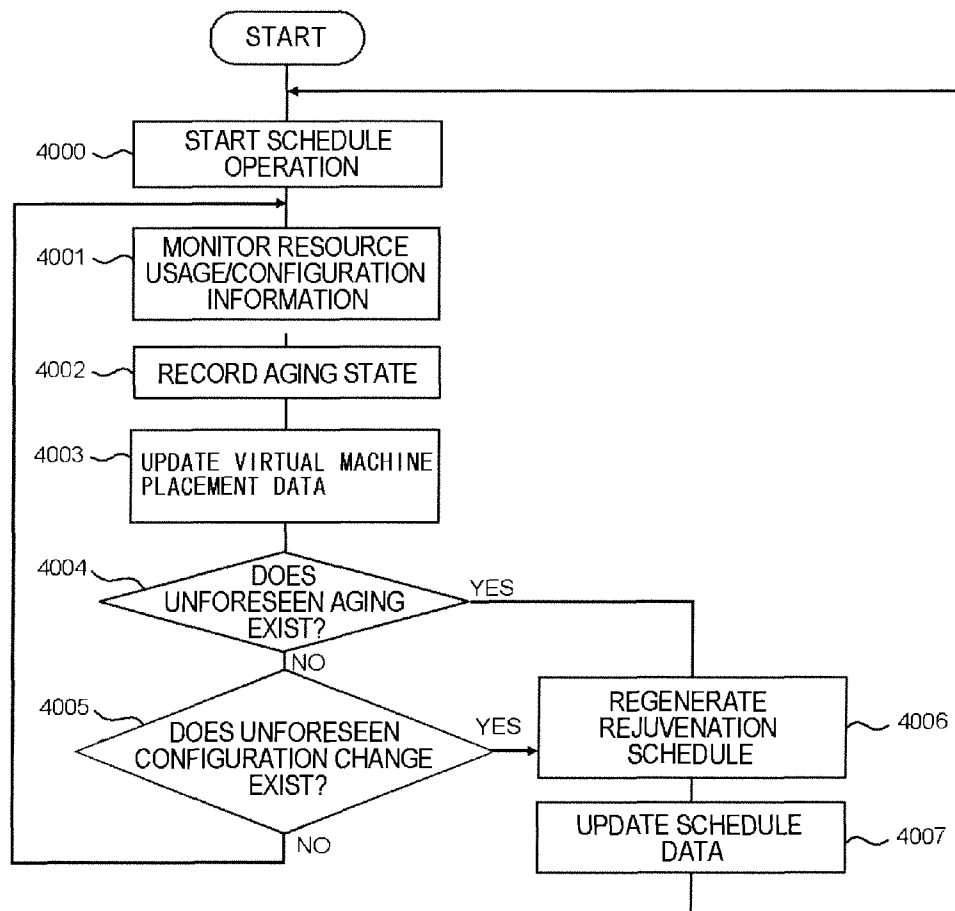 START
4000
START SCHEDULE
OPERATION
4001
MONITOR RESOURCE
USAGE/CONFIGURATION
INFORMATION
4002
RECORD AGING STATE
4003
UPDATE VIRTUAL MACHINE
PLACEMENT DATA
4004
DOES
UNFORESEEN AGING
EXIST?
YES
NO
4005
DOES UNFORESEEN
CONFIGURATION CHANGE
EXIST?
YES
NO
REGENERATE
REJUVENATION
SCHEDULE
4006
UPDATE SCHEDULE
DATA
4007